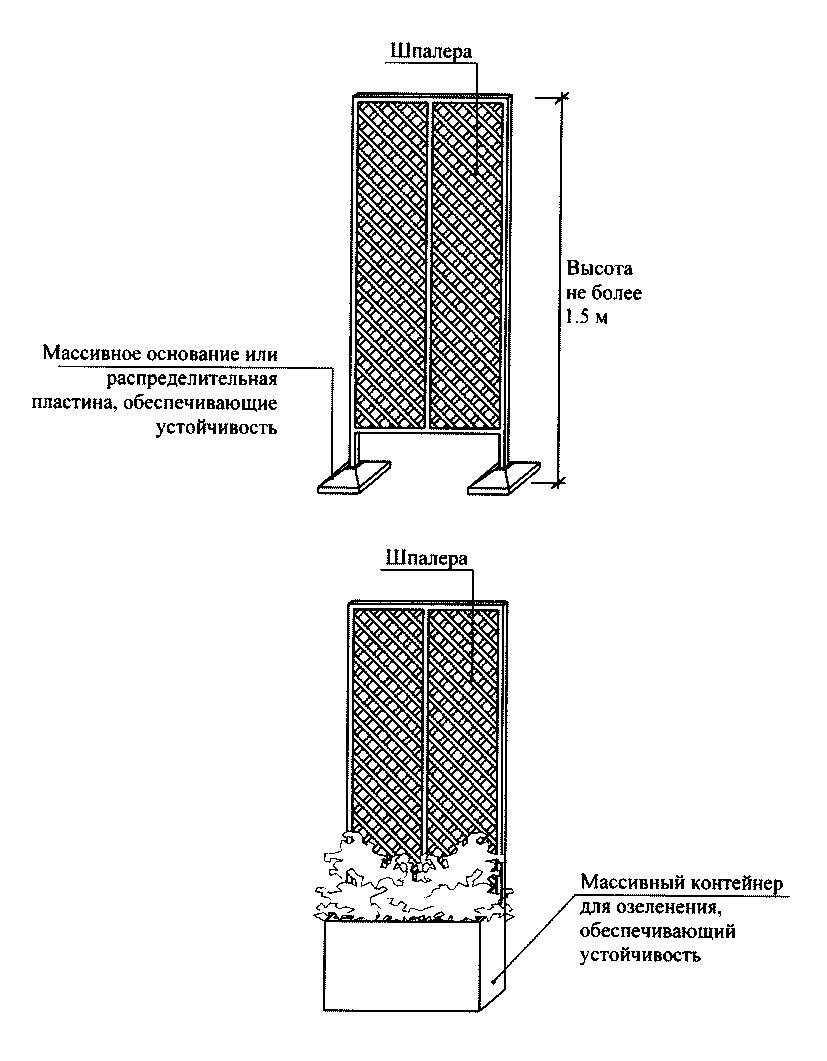 Шпалера
Высота
не более
1.5 м
Массивное основание или
распределительная
пластина, обеспечивающие
устойчивость
Шпалера
Массивный контейнер
для озеленения,
обеспечивающий
устойчивость